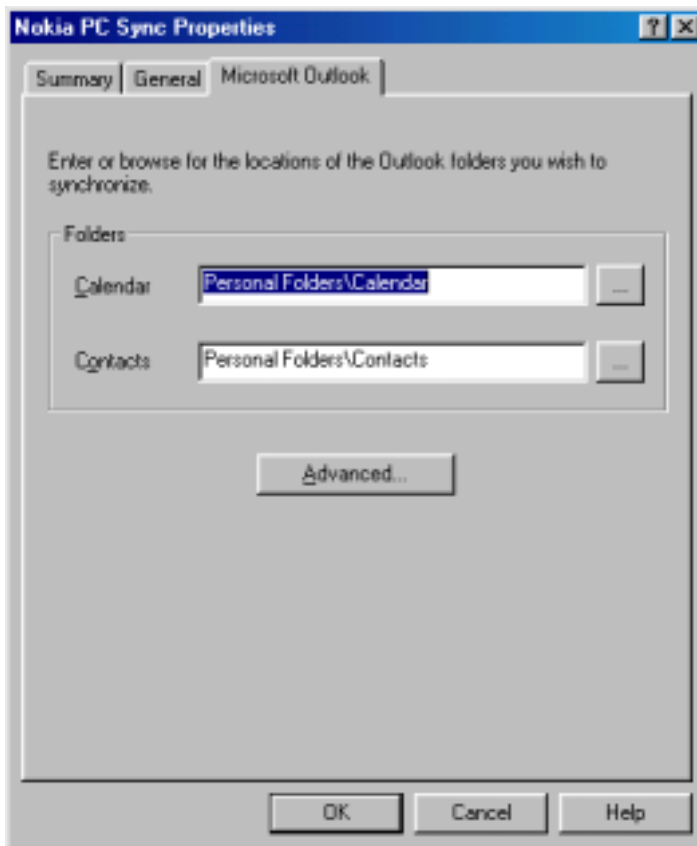 Nokia PC Sync Properties
Summary General Microsoft Outlook
Enter or browse for the locations of the Outlook folders you wish to
synchronize.
Folders
Calendar Personal Folders\Calendar ...
Contacts Personal Folders\Contacts ...
Advanced...
OK Cancel Help